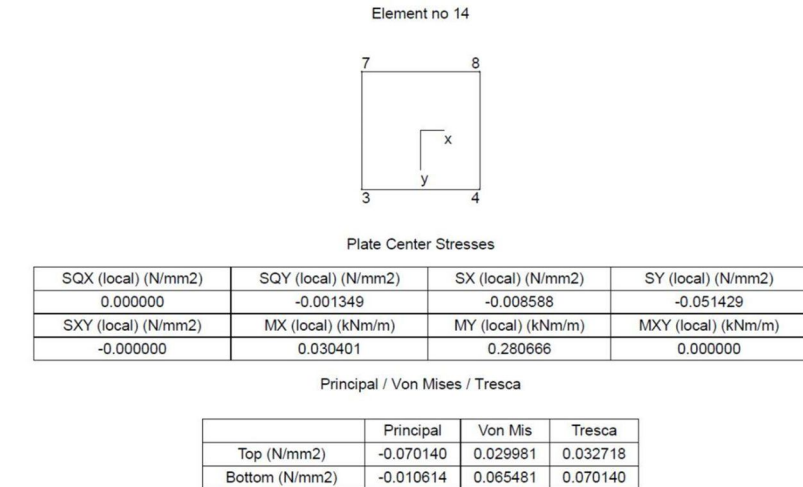 Element no 14
7 8
x
y
3 4
Plate Center Stresses
SQX (local) (N/mm2) SQY (local) (N/mm2) SX (local) (N/mm2) SY (local) (N/mm2)
0.000000 -0.001349 -0.008588 -0.051429
SXY (local) (N/mm2) MX (local) (kNm/m) MY (local) (kNm/m) MXY (local) (kNm/m)
-0.000000 0.030401 0.280666 0.000000
Principal / Von Mises / Tresca
Principal Von Mis Tresca
Top (N/mm2) -0.070140 0.029981 0.032718
Bottom (N/mm2) -0.010614 0.065481 0.070140